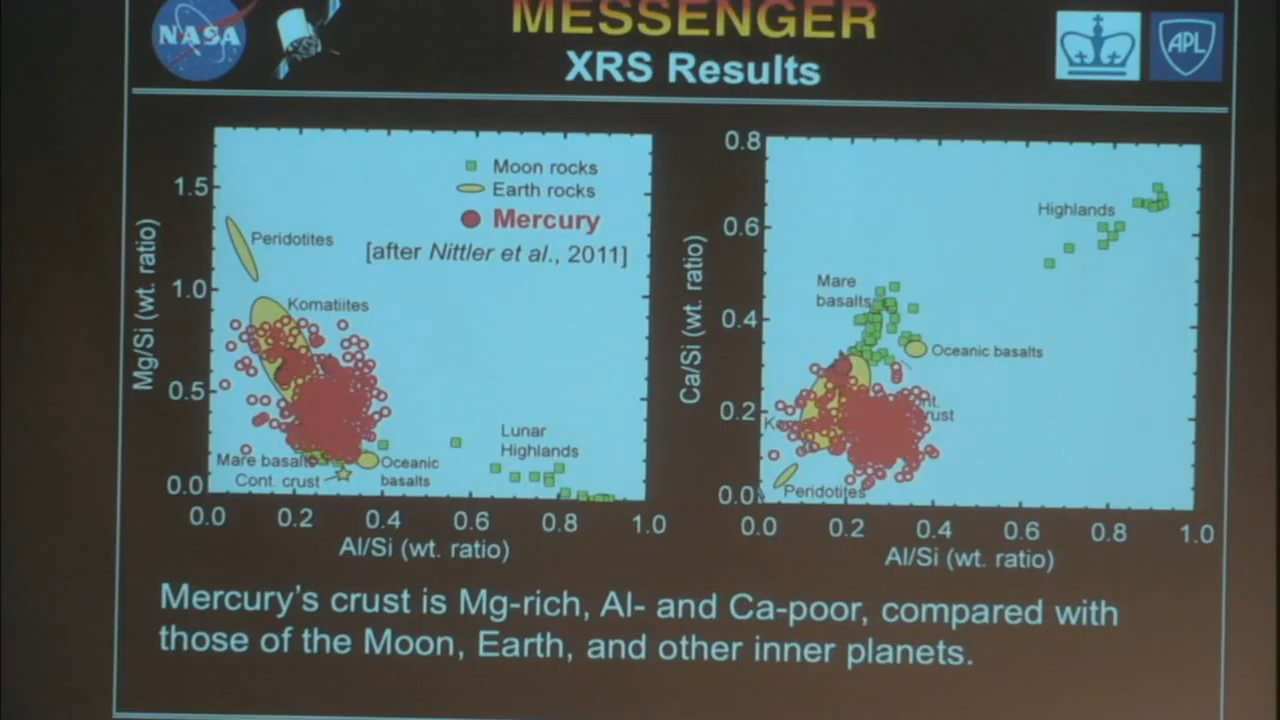 NASA
MESSENGER
XRS Results
APL
Mg/Si (wt. ratio)
1.5
1.0
0.5
0.0
0.0 0.2 0.4 0.6 0.8 1.0
Al/Si (wt. ratio)
Moon rocks
Earth rocks
Mercury
[after Nittler et al., 2011]
Peridotites
Komatiites
Lunar
Highlands
Mare basalts
Cont. crust
Oceanic
basalts
Ca/Si (wt. ratio)
0.8
0.6
0.4
0.2
0.0
0.0 0.2 0.4 0.6 0.8 1.0
Al/Si (wt. ratio)
Highlands
Mare
basalts
Oceanic basalts
Peridotites
Mercury's crust is Mg-rich, Al- and Ca-poor, compared with
those of the Moon, Earth, and other inner planets.